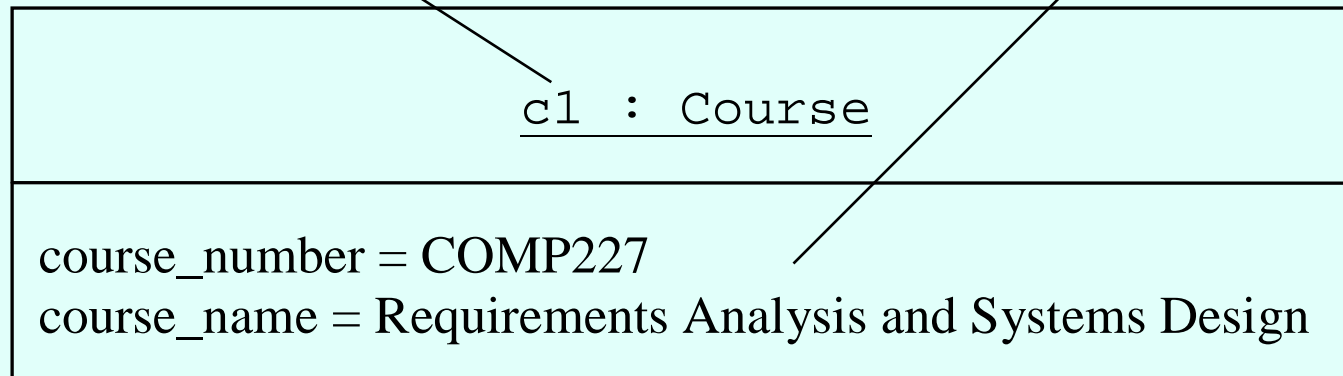 c1 : Course
course_number = COMP227
course_name = Requirements Analysis and Systems Design